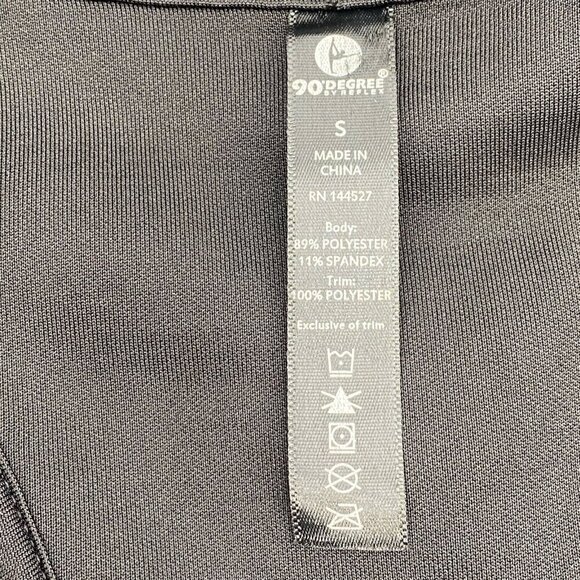 90 DEGREE®
BY REFLEX
S
MADE IN
CHINA
RN 144527
Body:
89% POLYESTER
11% SPANDEX
Trim:
100% POLYESTER
Exclusive of trim